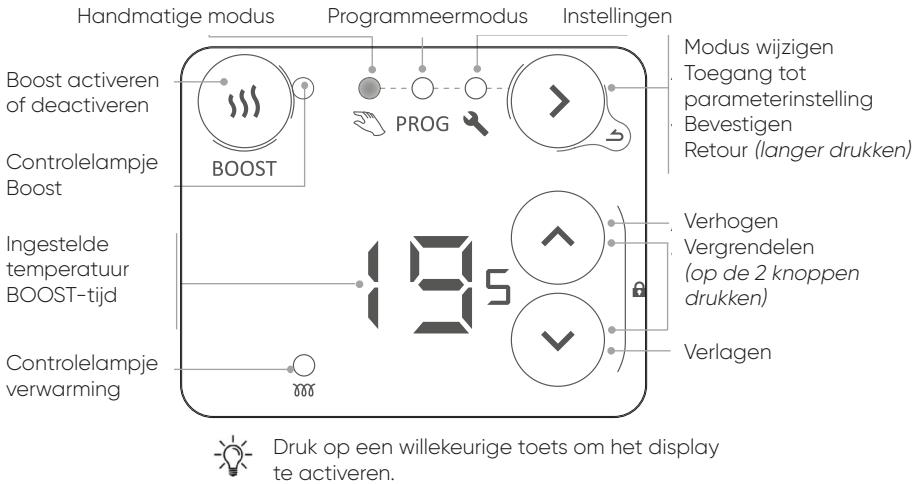 Handmatige modus
Programmeermodus
Instellingen
Boost activeren
of deactiveren
Controlelampje
Boost
Ingestelde
temperatuur
BOOST-tijd
Controlelampje
verwarming
BOOST
PROG
19 5
Modus wijzigen
Toegang tot
parameterinstelling
Bevestigen
Retour (langer drukken)
Verhogen
Vergrendelen
(op de 2 knoppen
drukken)
Verlagen
Druk op een willekeurige toets om het display
te activeren.